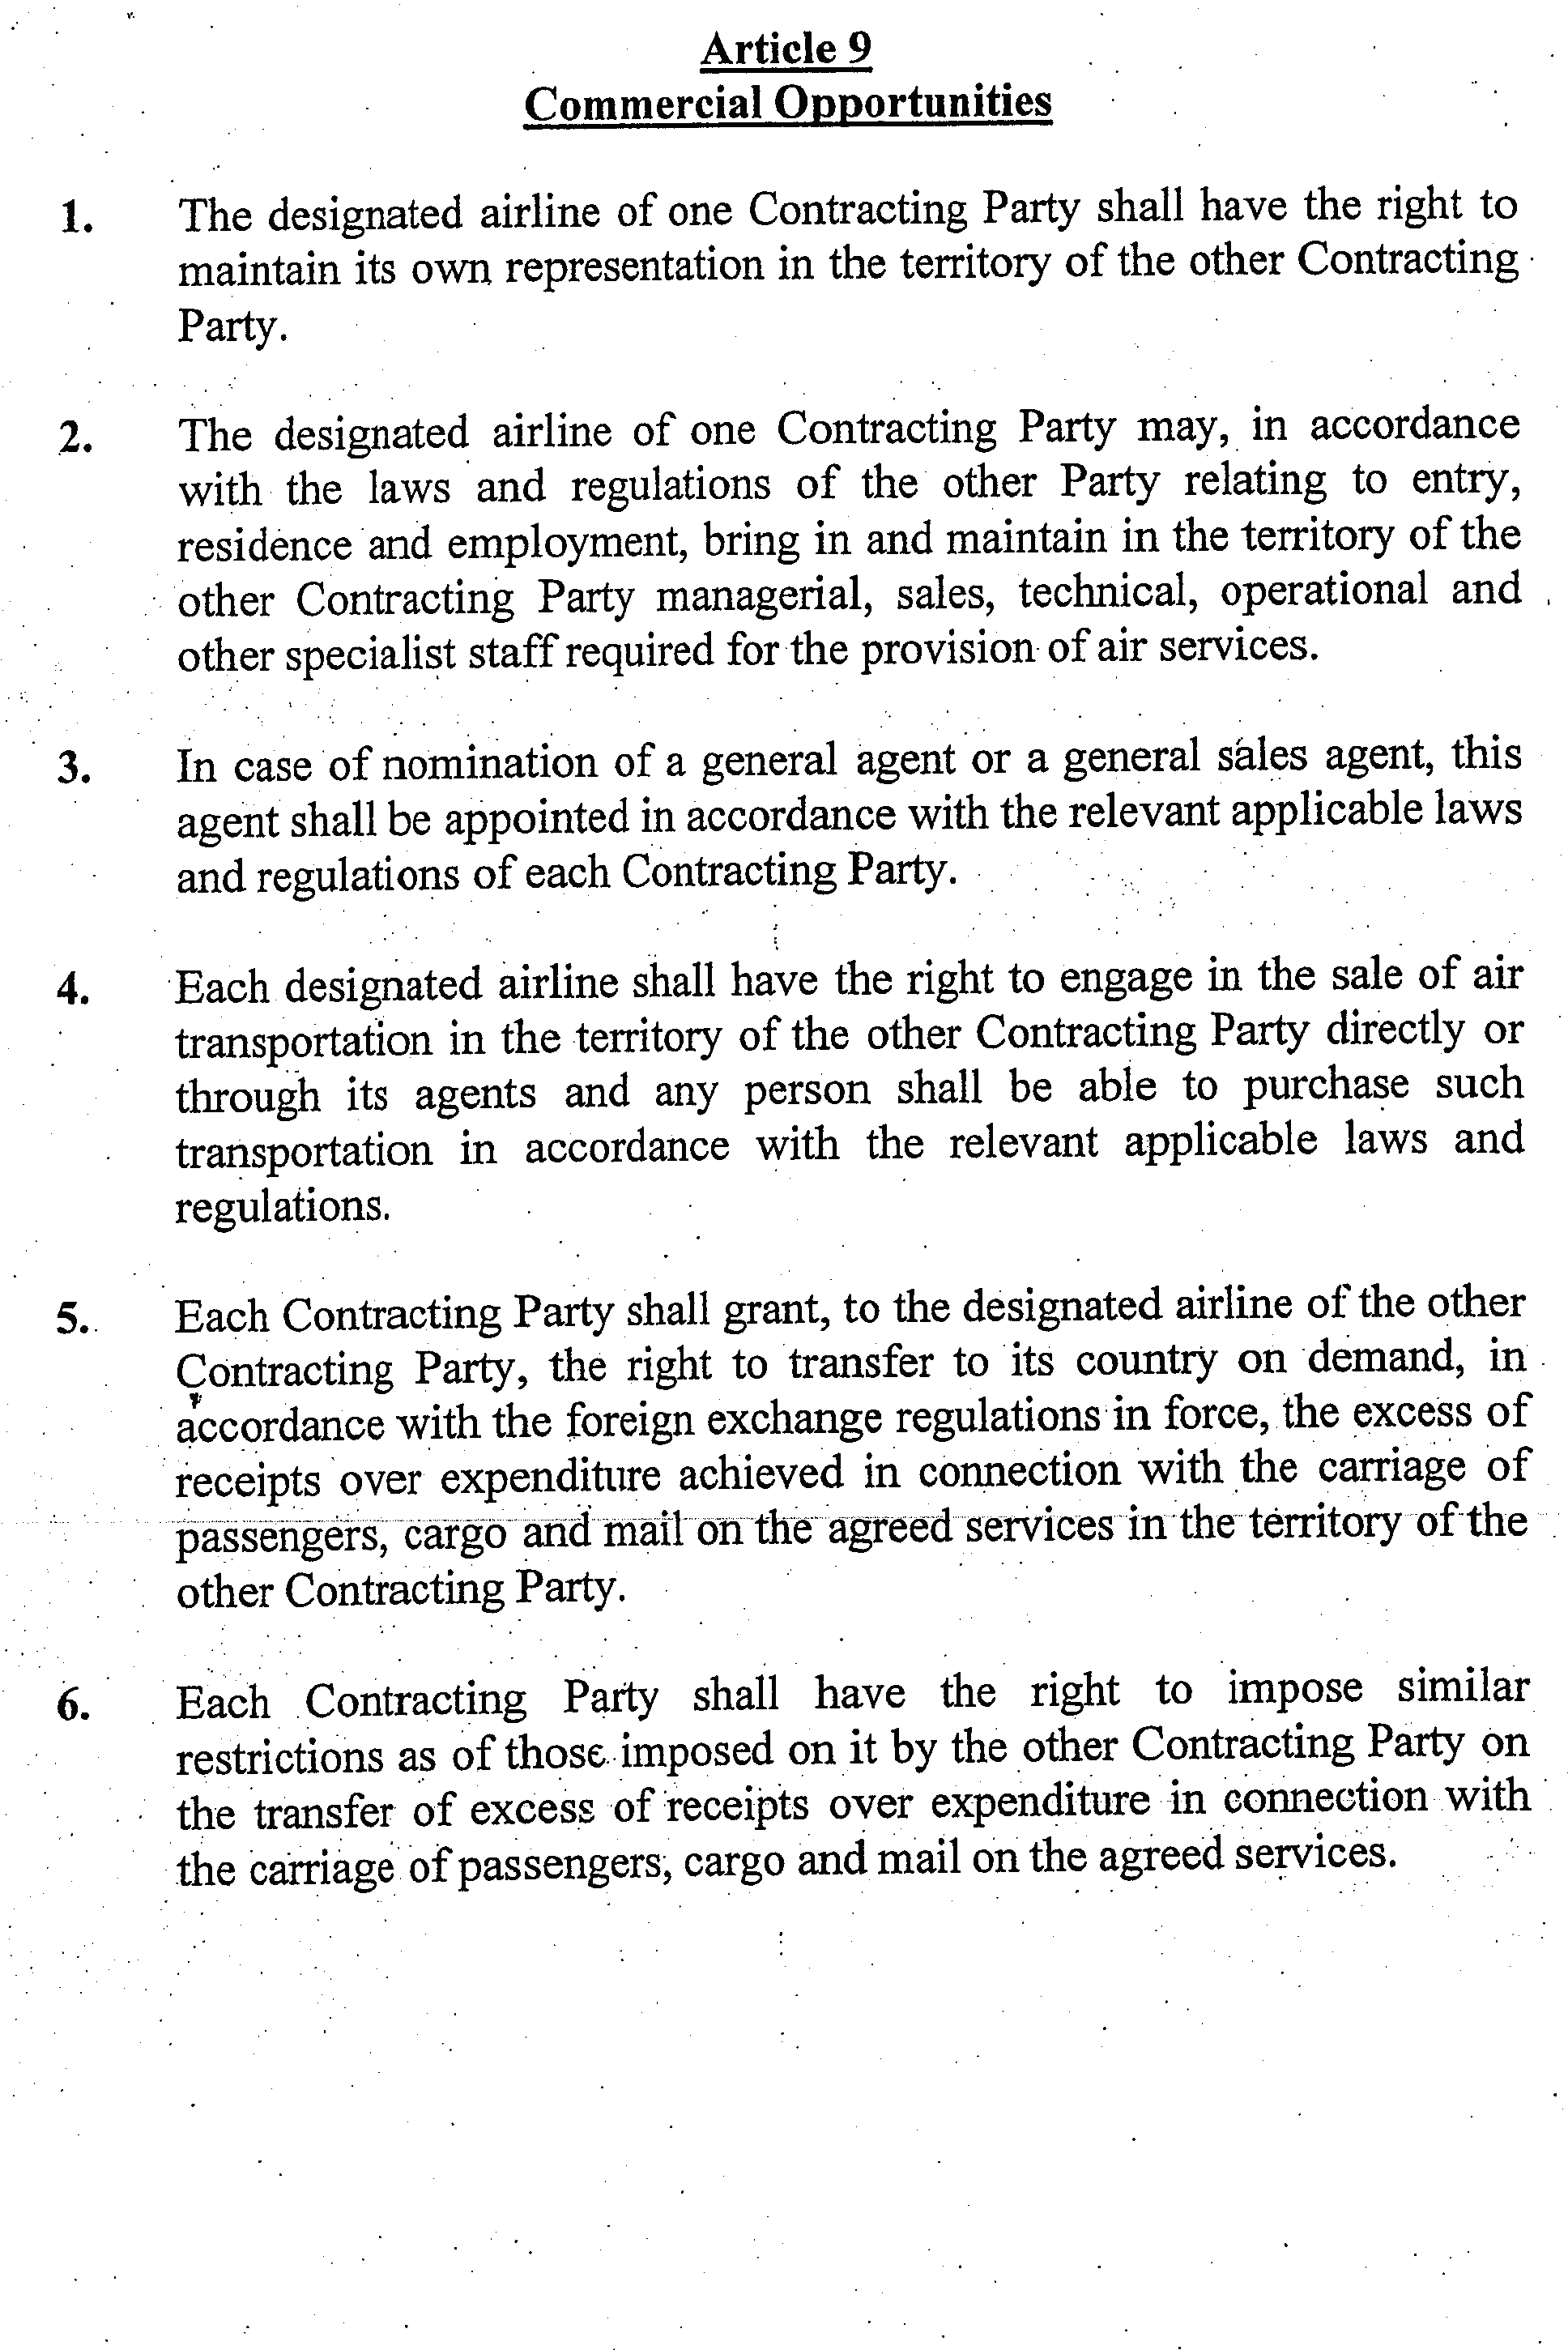 Article 9
Commercial Opportunities
1. The designated airline of one Contracting Party shall have the right to
maintain its own representation in the territory of the other Contracting
Party.
2. The designated airline of one Contracting Party may, in accordance
with the laws and regulations of the other Party relating to entry,
residence and employment, bring in and maintain in the territory of the
other Contracting Party managerial, sales, technical, operational and
other specialist staff required for the provision of air services.
3. In case of nomination of a general agent or a general sales agent, this
agent shall be appointed in accordance with the relevant applicable laws
and regulations of each Contracting Party.
4. Each designated airline shall have the right to engage in the sale of air
transportation in the territory of the other Contracting Party directly or
through its agents and any person shall be able to purchase such
transportation in accordance with the relevant applicable laws and
regulations.
5. Each Contracting Party shall grant, to the designated airline of the other
Contracting Party, the right to transfer to its country on demand, in
accordance with the foreign exchange regulations in force, the excess of
receipts over expenditure achieved in connection with the carriage of
passengers, cargo and mail on the agreed services in the territory of the
other Contracting Party.
6. Each Contracting Party shall have the right to impose similar
restrictions as of those imposed on it by the other Contracting Party on
the transfer of excess of receipts over expenditure in connection with
the carriage of passengers, cargo and mail on the agreed services.